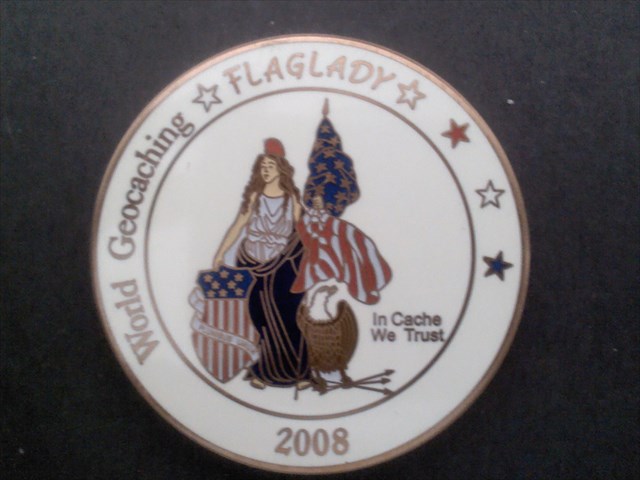 World Geocaching
FLAGLADY
In Cache
We Trust
2008